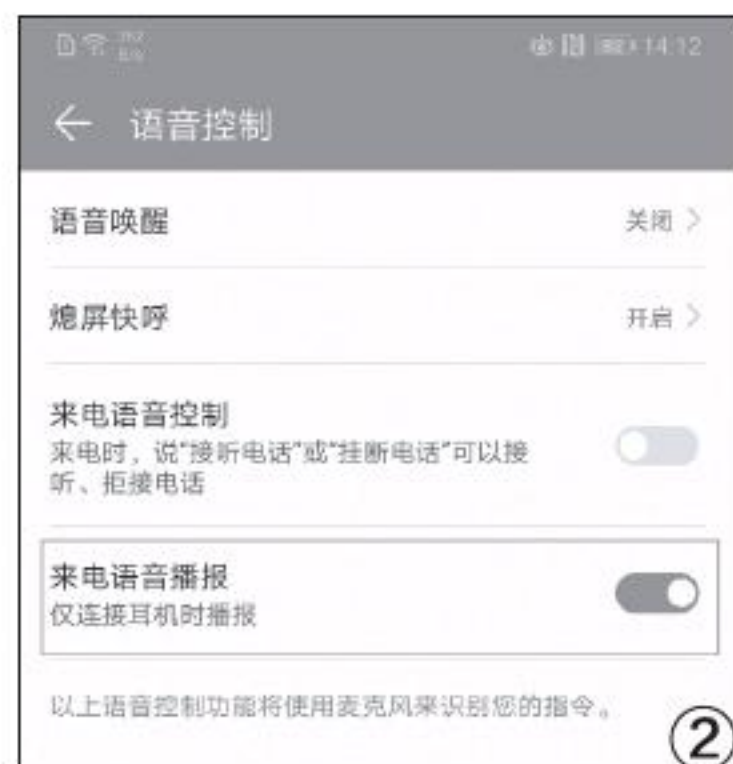 14:12
← 语音控制
语音唤醒
关闭 >
熄屏快呼
开启 >
来电语音控制
来电时，说“接听电话”或“挂断电话”可以接
听、拒接电话
来电语音播报
仅连接耳机时播报
以上语音控制功能将使用麦克风来识别您的指令。
②